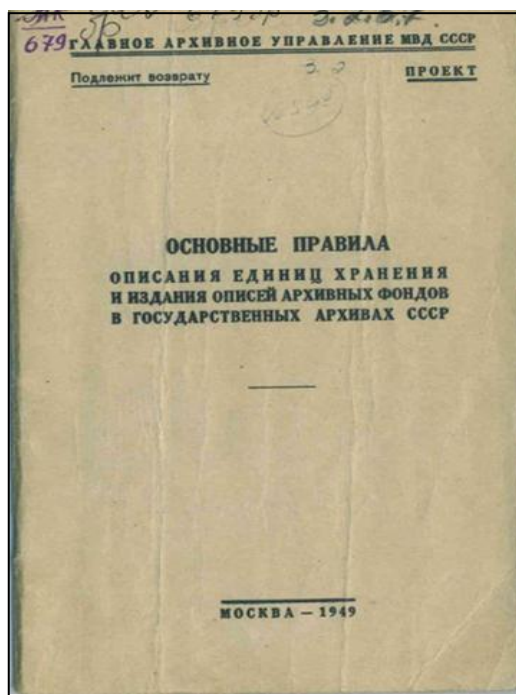 679
ГЛАВНОЕ АРХИВНОЕ УПРАВЛЕНИЕ МВД СССР
Подлежит возврату
ПРОЕКТ
ОСНОВНЫЕ ПРАВИЛА
ОПИСАНИЯ ЕДИНИЦ ХРАНЕНИЯ
И ИЗДАНИЯ ОПИСЕЙ АРХИВНЫХ ФОНДОВ
В ГОСУДАРСТВЕННЫХ АРХИВАХ СССР
МОСКВА — 1949